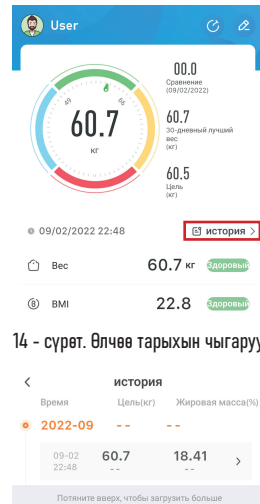 User
00.0
Сравнение
(09/02/2022)
49
66
60.7
кг
60.7
30-дневный лучший
вес
(кг)
60.5
Цель
(кг)
09/02/2022 22:48
история >
Вес
60.7 кг
Здоровый
BMI
22.8
Здоровый
14 - сүрөт. Өлчөө тарыхын чыгаруу
< история
Время Цель(кг) Жировая масса(%)
2022-09 -- --
09-02 60.7 18.41 >
22:48 -- --
Потяните вверх, чтобы загрузить больше